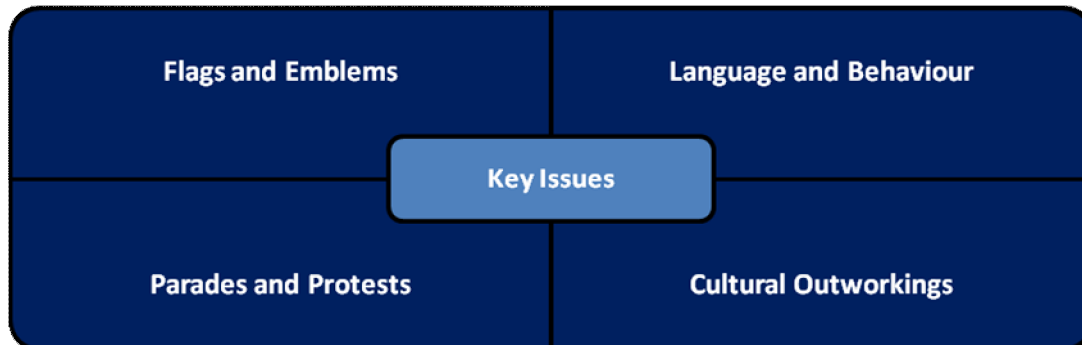 Flags and Emblems
Language and Behaviour
Key Issues
Parades and Protests
Cultural Outworkings